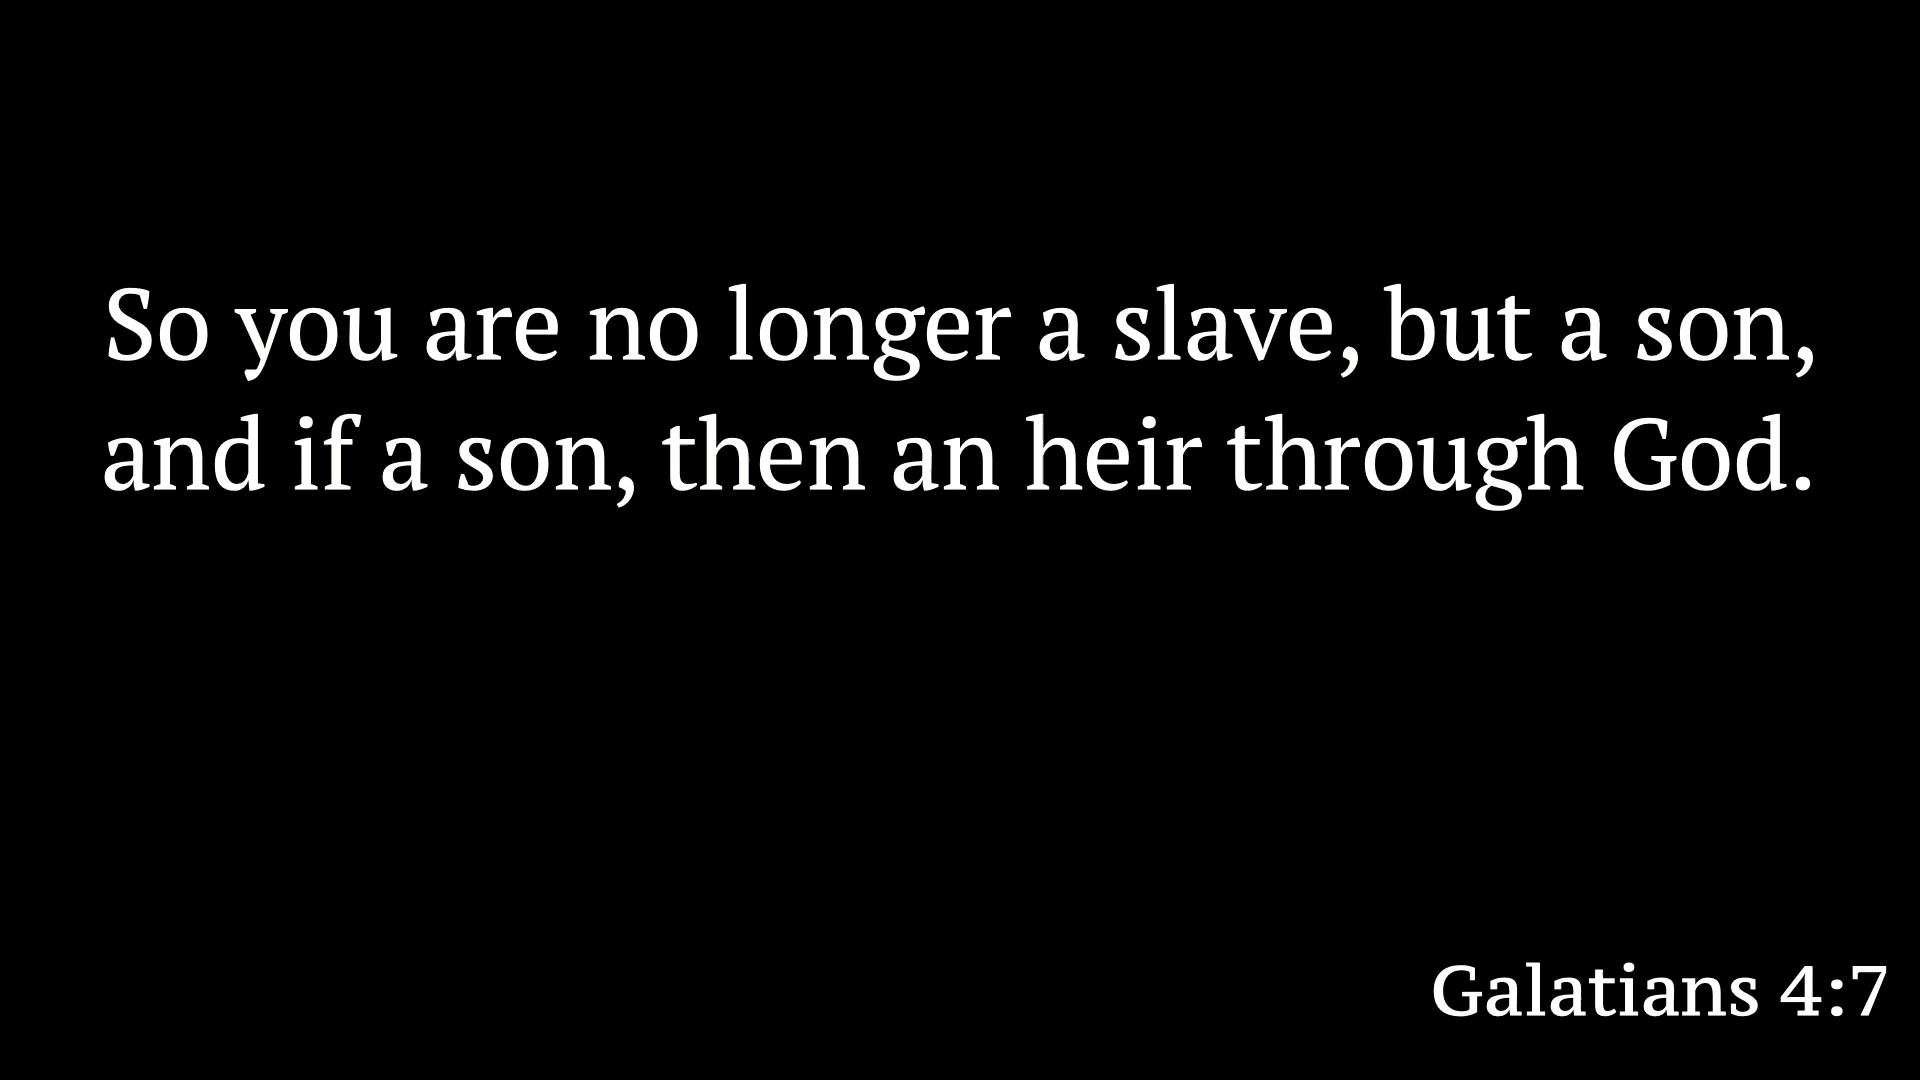 So you are no longer a slave, but a son,
and if a son, then an heir through God.
Galatians 4:7